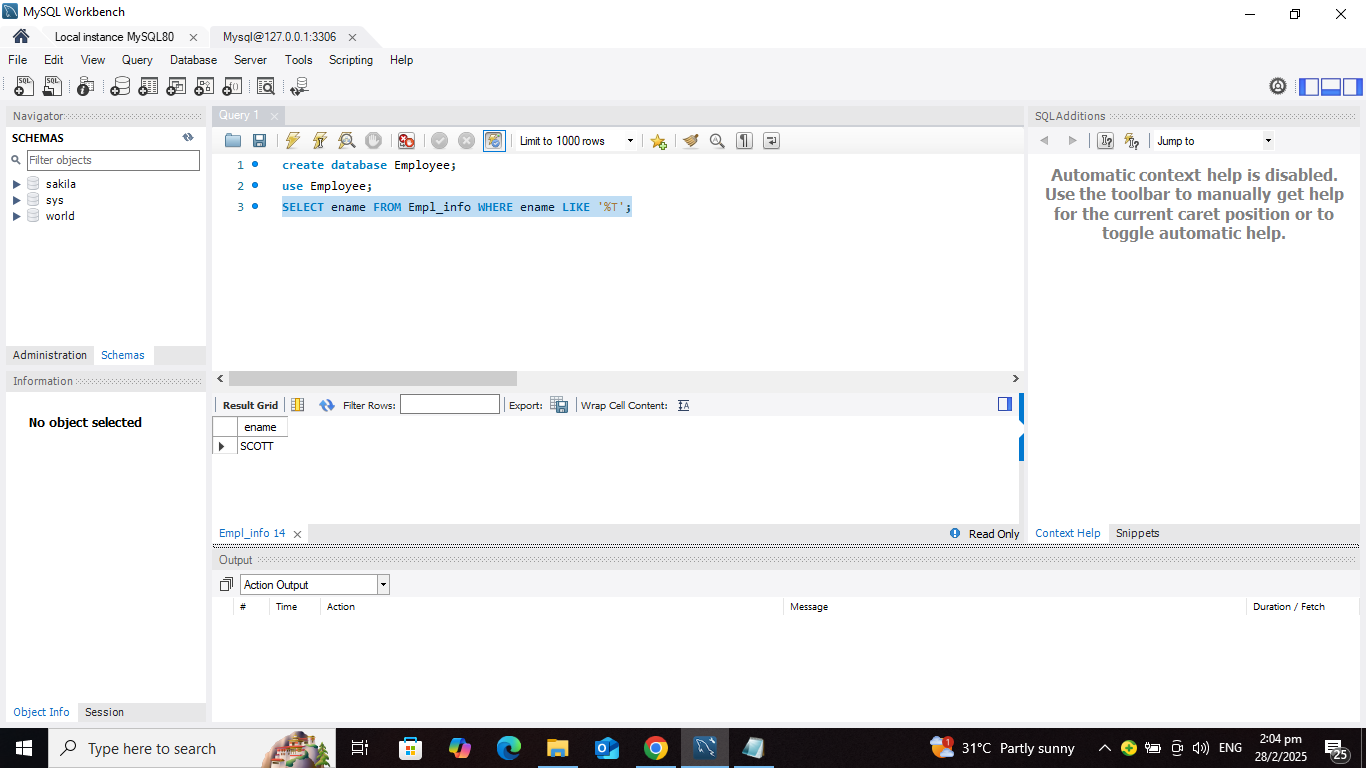 MySQL Workbench
Local instance MySQL80
Mysql@127.0.0.1:3306
File Edit View Query Database Server Tools Scripting Help
Navigator
SCHEMAS
Filter objects
sakila
sys
world
Administration Schemas
Information
No object selected
Object Info Session
Query 1
Limit to 1000 rows
1 create database Employee;
2 use Employee;
3 SELECT ename FROM Empl_info WHERE ename LIKE '%T';
Result Grid Filter Rows: Export: Wrap Cell Content:
ename
SCOTT
Empl_info 14
Read Only
SQLAdditions
Jump to
Automatic context help is disabled.
Use the toolbar to manually get help
for the current caret position or to
toggle automatic help.
Context Help Snippets
Output
Action Output
# Time Action Message Duration / Fetch
Type here to search
1
31°C Partly sunny
ENG
2:04 pm
28/2/2025
25